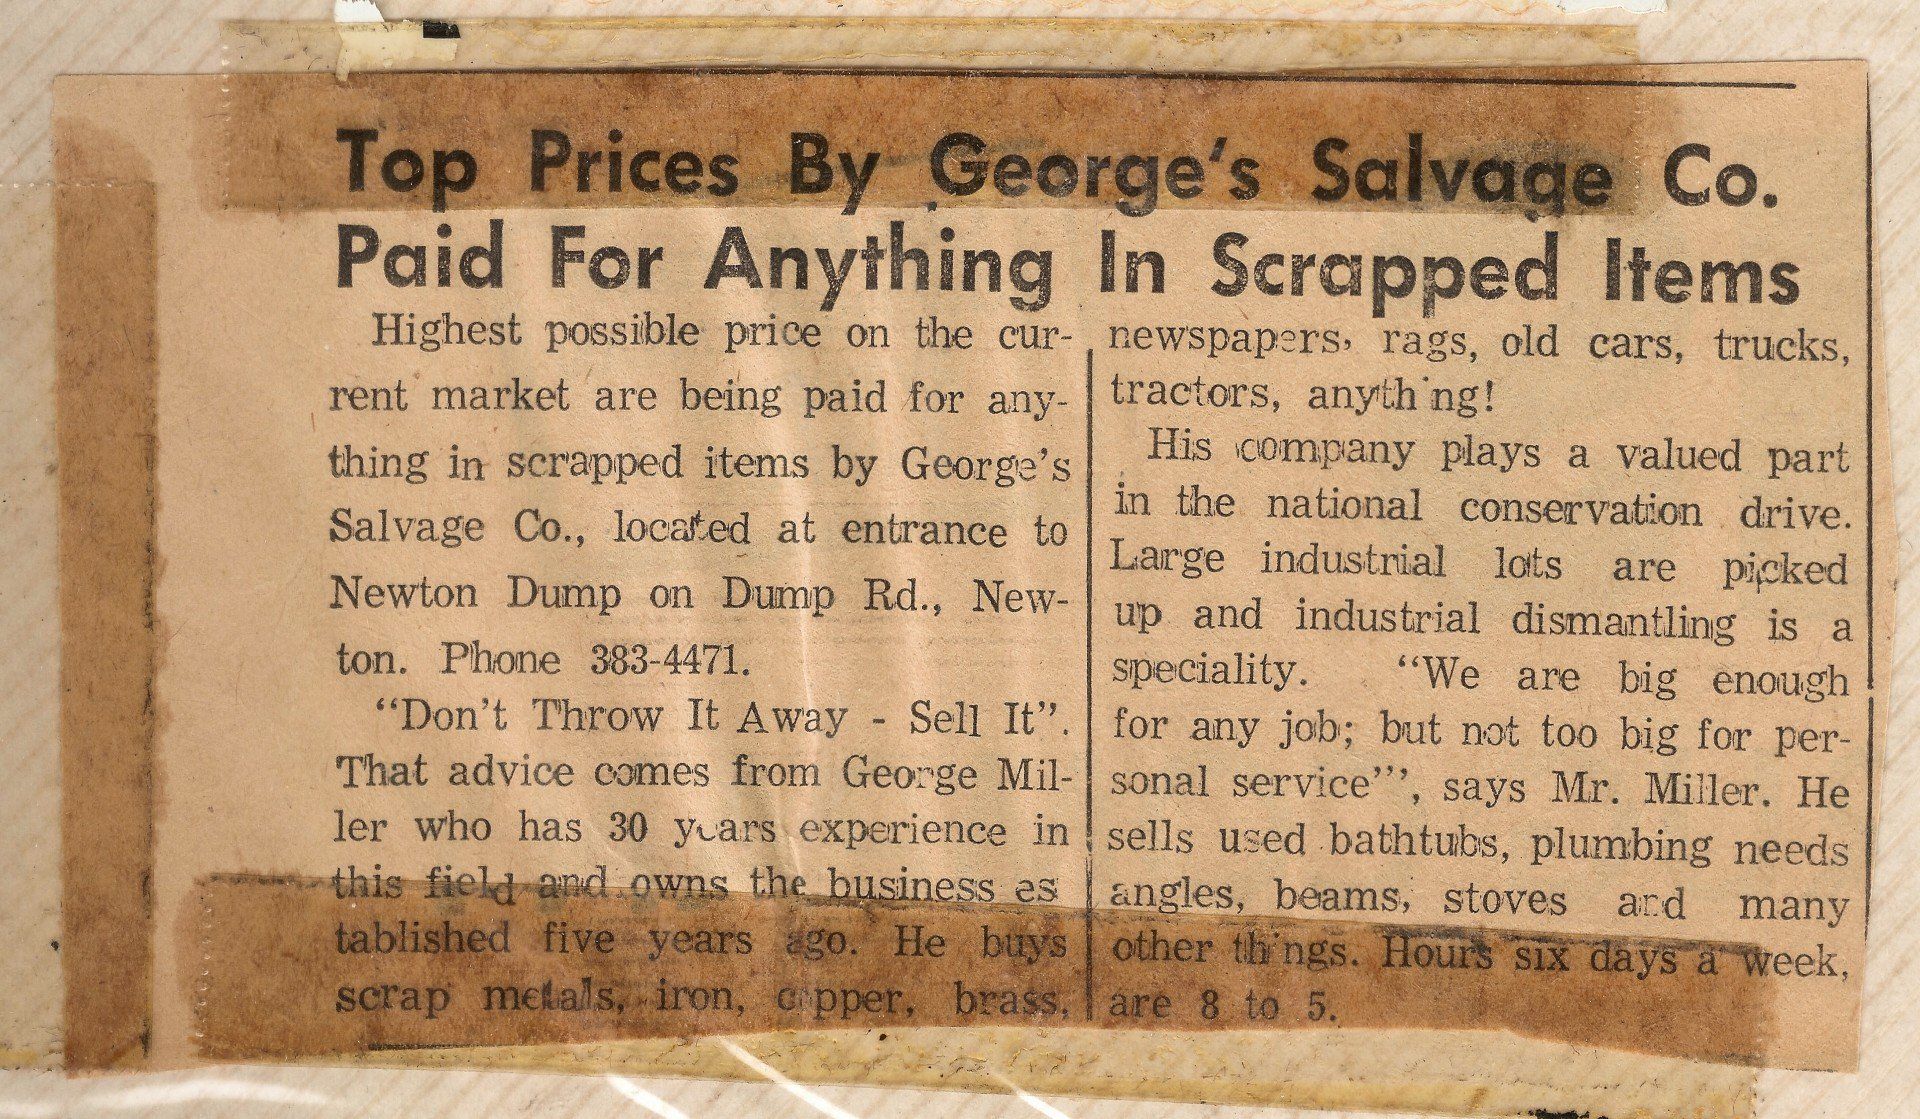 Top Prices By George's Salvage Co.
Paid For Anything In Scrapped Items
Highest possible price on the cur-
rent market are being paid for any-
thing in scrapped items by George's
Salvage Co., located at entrance to
Newton Dump on Dump Rd., New-
ton. Phone 383-4471.
"Don't Throw It Away - Sell It".
That advice comes from George Mil-
ler who has 30 years experience in
this field and owns the business es
tablished five years ago. He buys
scrap metals, iron, copper, brass,
newspapers, rags, old cars, trucks,
tractors, anything!
His company plays a valued part
in the national conservation drive.
Large industrial lots are picked
up and industrial dismantling is a
speciality. "We are big enough
for any job; but not too big for per-
sonal service"', says Mr. Miller. He
sells used bathtubs, plumbing needs
angles, beams, stoves and many
other things. Hours six days a week,
are 8 to 5.